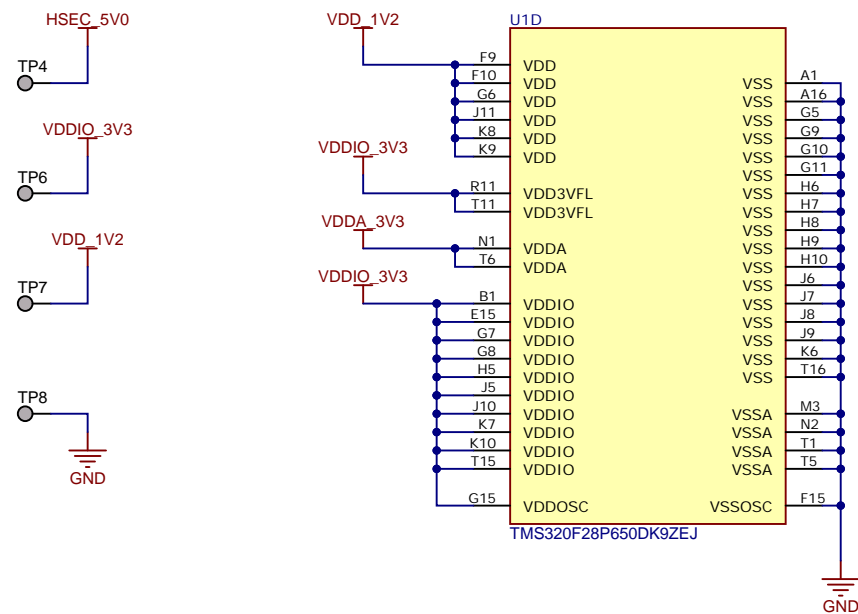 HSEC_5V0
TP4
VDDIO_3V3
TP6
VDD_1V2
TP7
TP8
GND
VDD_1V2
VDDIO_3V3
VDDA_3V3
VDDIO_3V3
U1D
F9 VDD
F10 VDD
G6 VDD
J11 VDD
K8 VDD
K9 VDD
R11 VDD3VFL
T11 VDD3VFL
N1 VDDA
T6 VDDA
B1 VDDIO
E15 VDDIO
G7 VDDIO
G8 VDDIO
H5 VDDIO
J5 VDDIO
J10 VDDIO
K7 VDDIO
K10 VDDIO
T15 VDDIO
G15 VDDOSC
VSS A1
VSS A16
VSS G5
VSS G9
VSS G10
VSS G11
VSS H6
VSS H7
VSS H8
VSS H9
VSS H10
VSS J6
VSS J7
VSS J8
VSS J9
VSS K6
VSS T16
VSSA M3
VSSA N2
VSSA T1
VSSA T5
VSSOSC F15
TMS320F28P650DK9ZEJ
GND